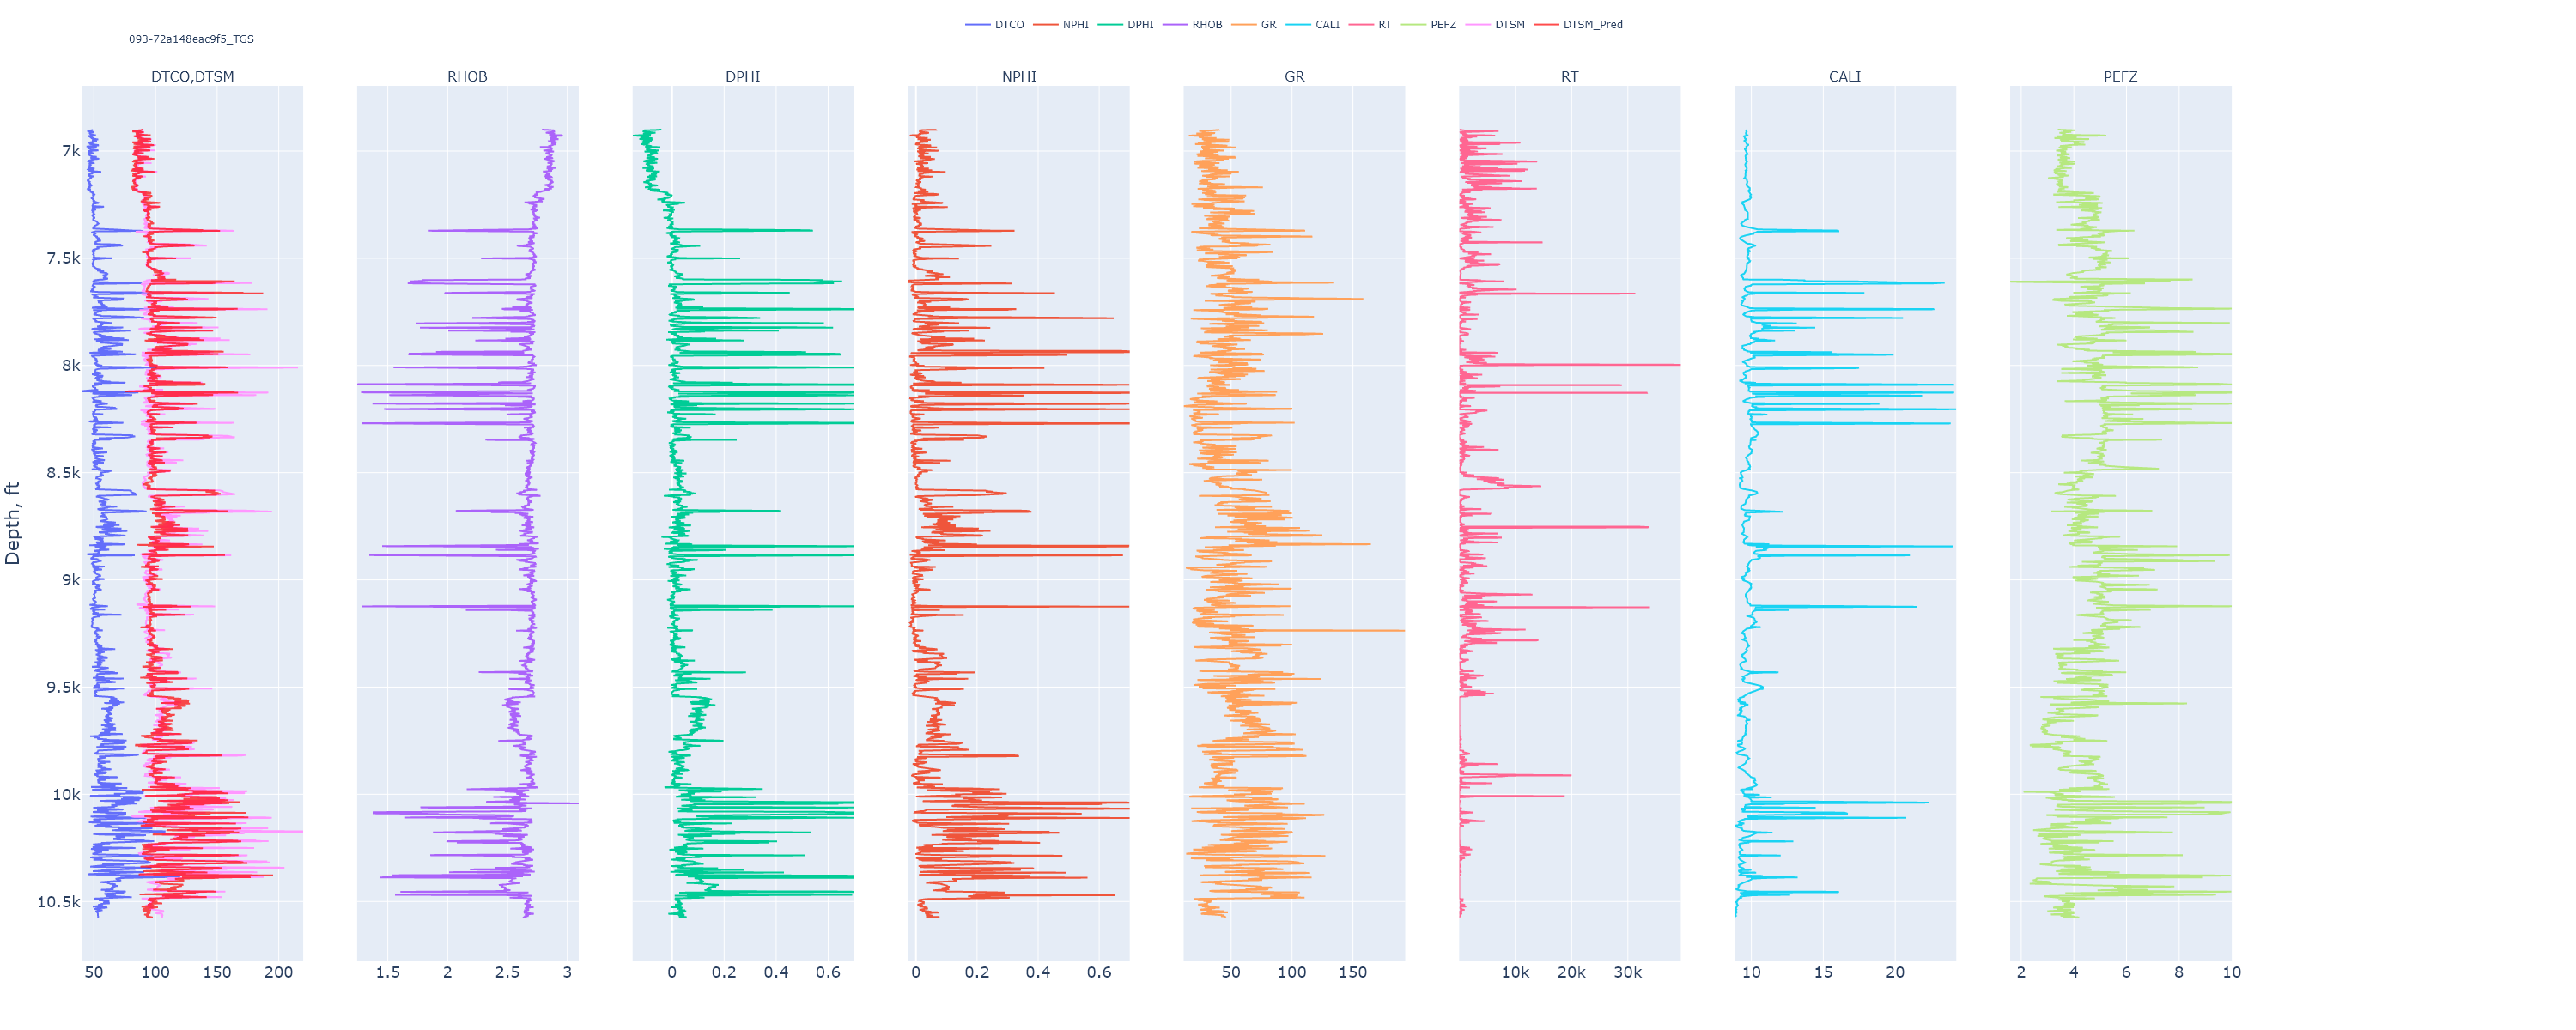 DTCO NPHI DPHI RHOB GR CALI RT PEFZ DTSM DTSM_Pred
093-72a148eac9f5_TGS
DTCO,DTSM RHOB DPHI NPHI GR RT CALI PEFZ
7k
7.5k
8k
8.5k
Depth, ft
9k
9.5k
10k
10.5k
50 100 150 200 1.5 2 2.5 3 0 0.2 0.4 0.6 0 0.2 0.4 0.6 50 100 150 10k 20k 30k 10 15 20 2 4 6 8 10